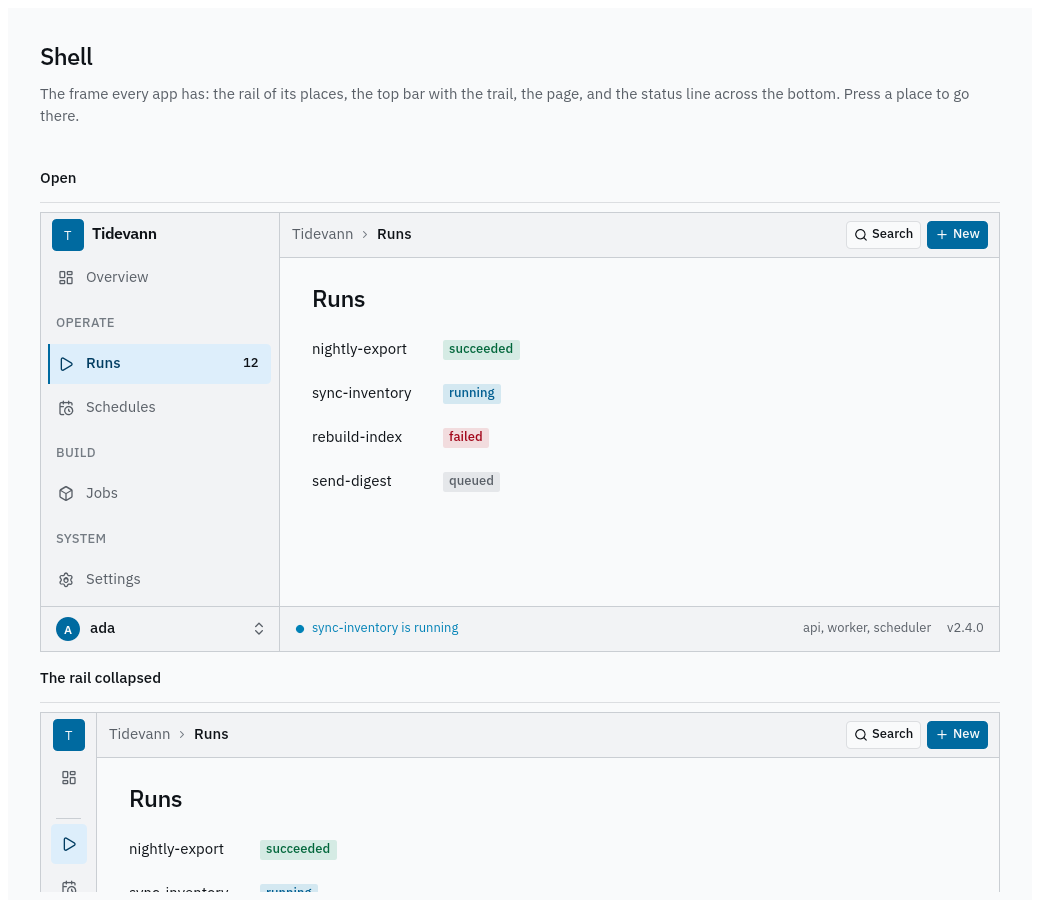 Shell
The frame every app has: the rail of its places, the top bar with the trail, the page, and the status line across the bottom. Press a place to go
there.
Open
T Tidevann
Tidevann › Runs
Search
+ New
Overview
OPERATE
Runs 12
Schedules
BUILD
Jobs
SYSTEM
Settings
A ada
Runs
nightly-export succeeded
sync-inventory running
rebuild-index failed
send-digest queued
sync-inventory is running
api, worker, scheduler v2.4.0
The rail collapsed
T
Tidevann › Runs
Search
+ New
Runs
nightly-export succeeded
sync-inventory running